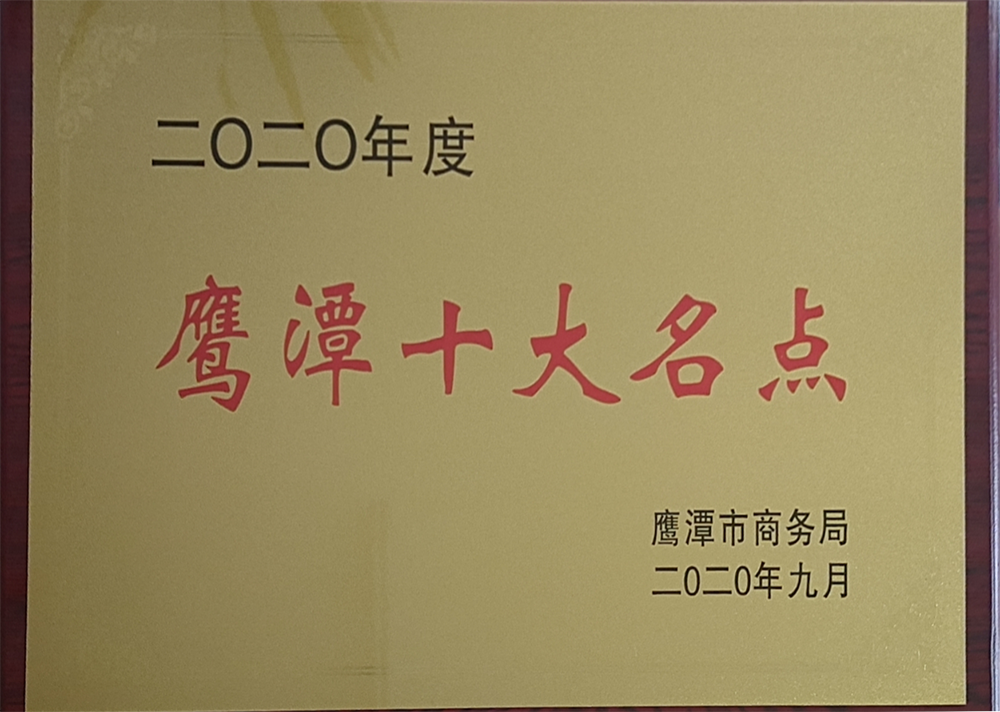 二〇二〇年度
鹰潭十大名点
鹰潭市商务局
二〇二〇年九月